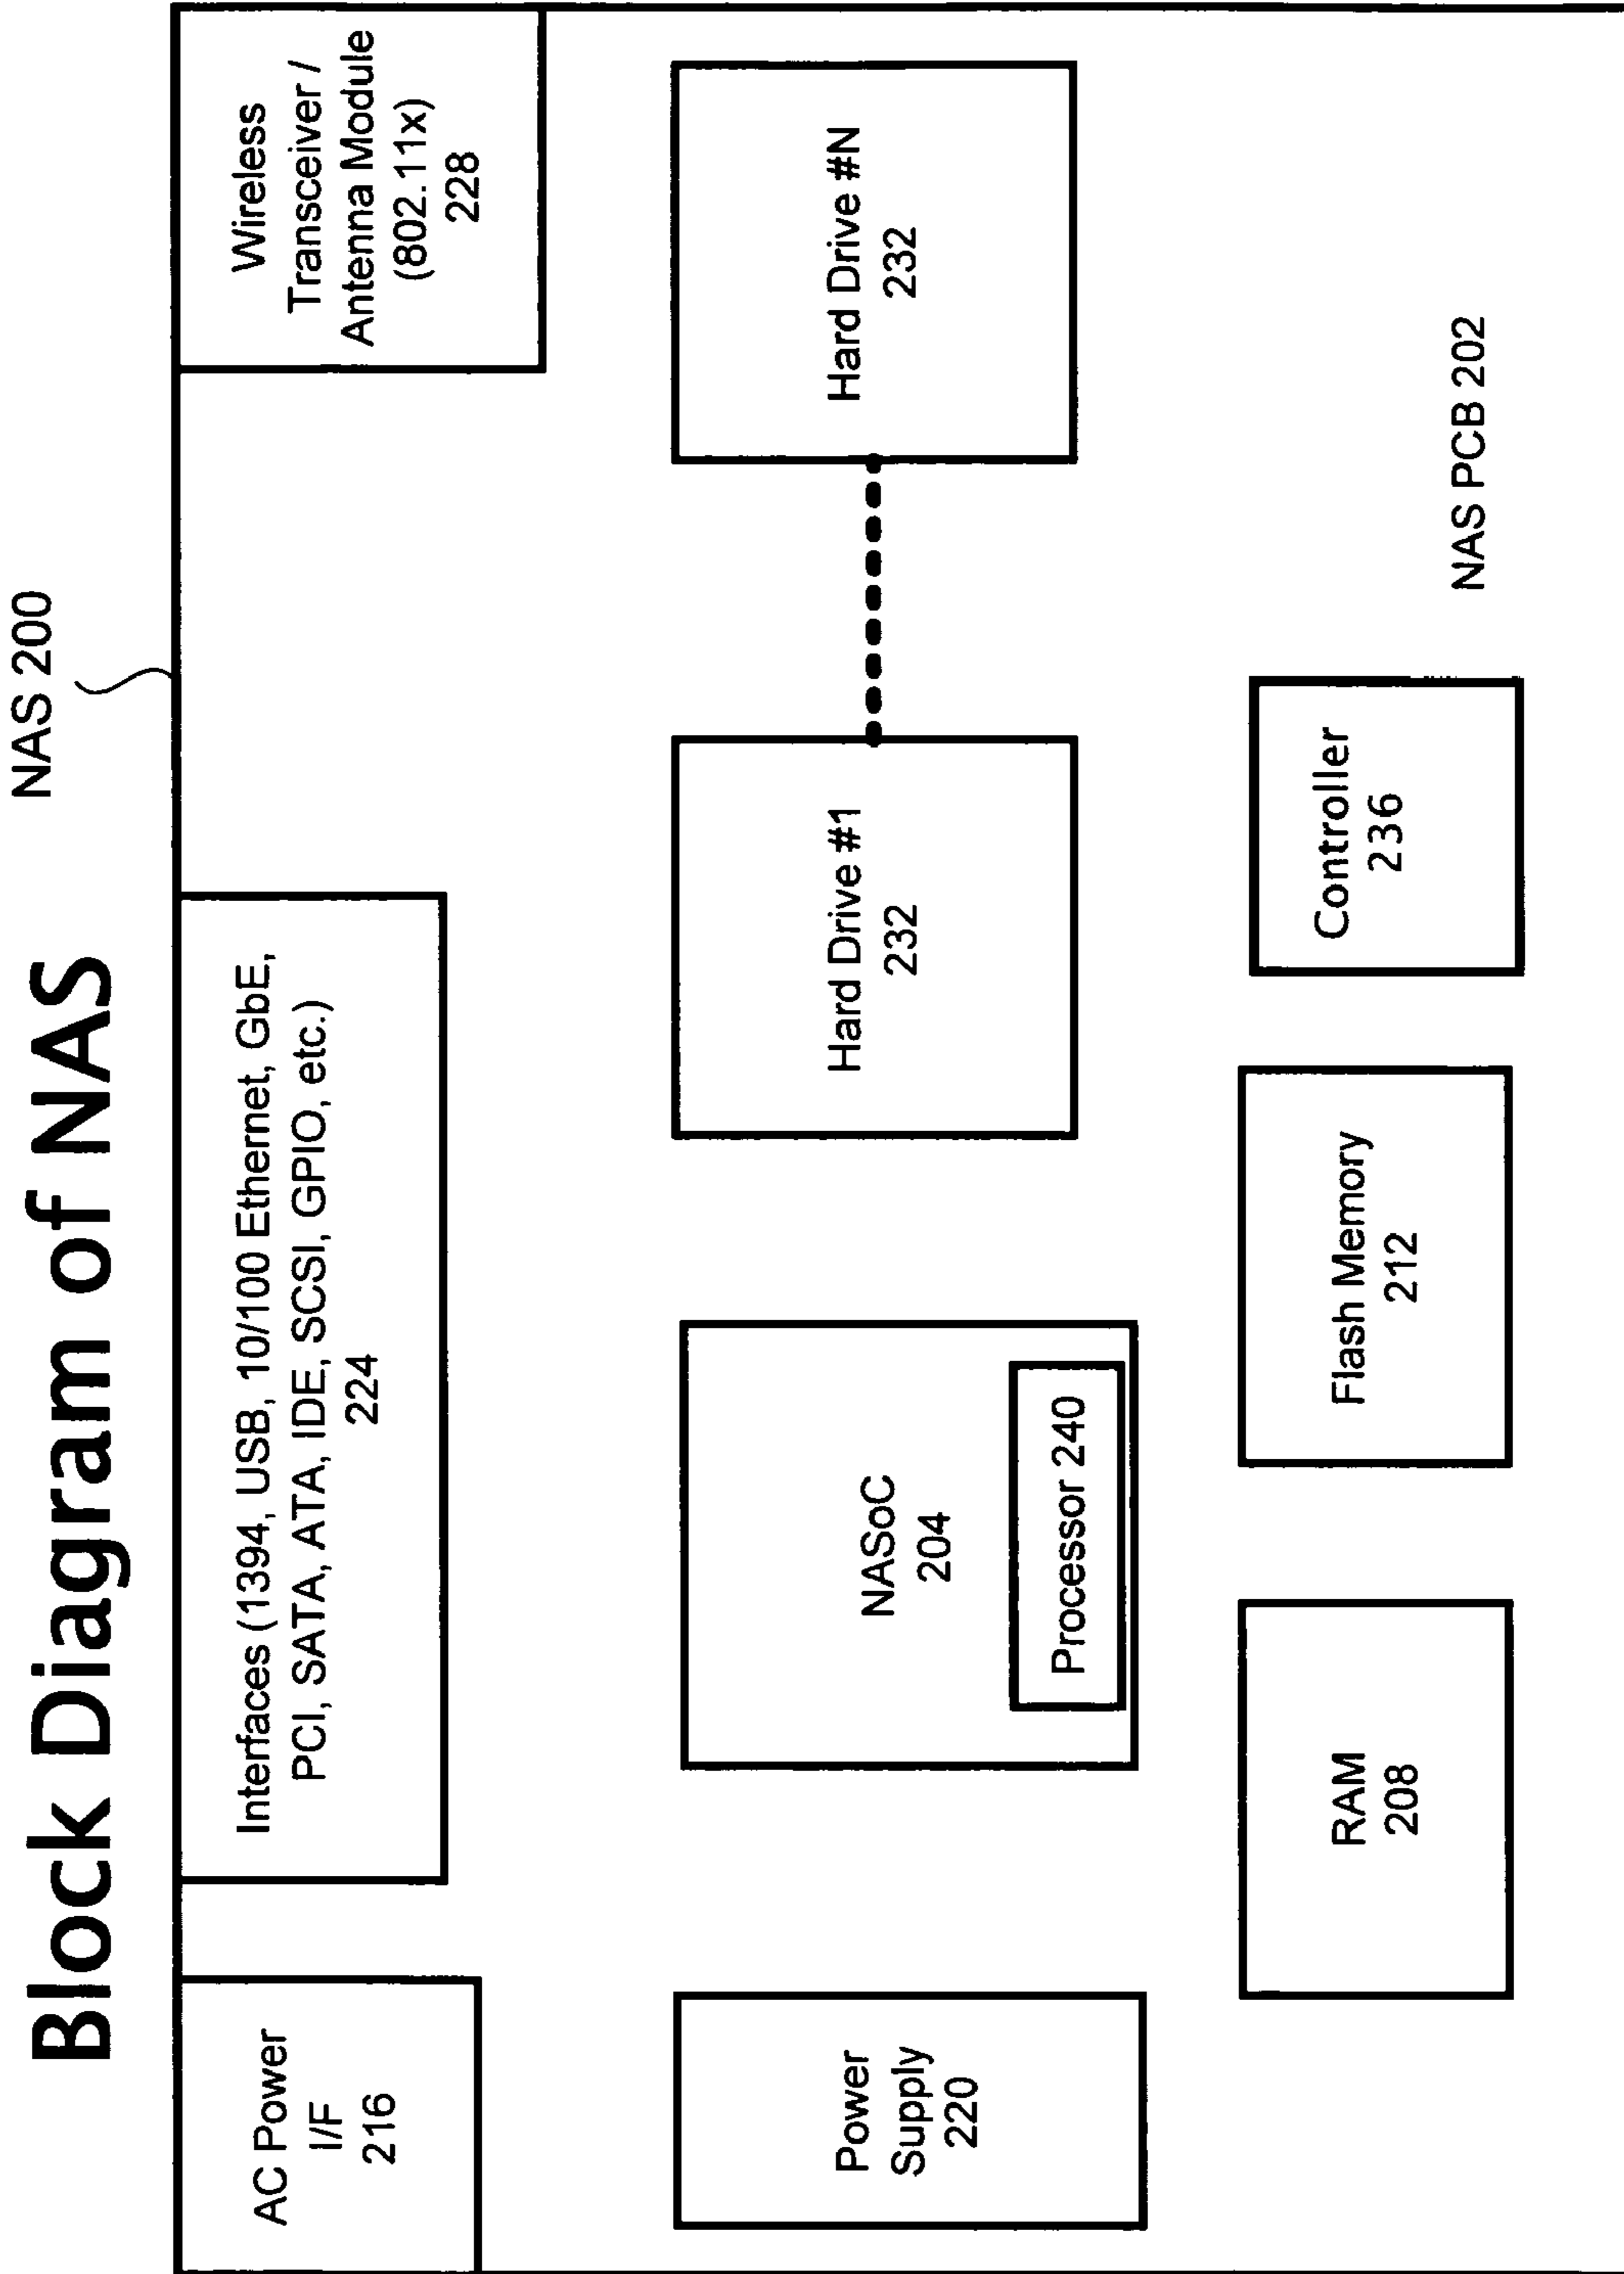 Block Diagram of NAS
NAS 200
AC Power
I/F
216
Interfaces (1394, USB, 10/100 Ethernet, GbE,
PCI, SATA, ATA, IDE, SCSI, GPIO, etc.)
224
Wireless
Transceiver /
Antenna Module
(802.11x)
228
Power
Supply
220
NASoC
204
Processor 240
Hard Drive #1
232
Hard Drive #N
232
RAM
208
Flash Memory
212
Controller
236
NAS PCB 202